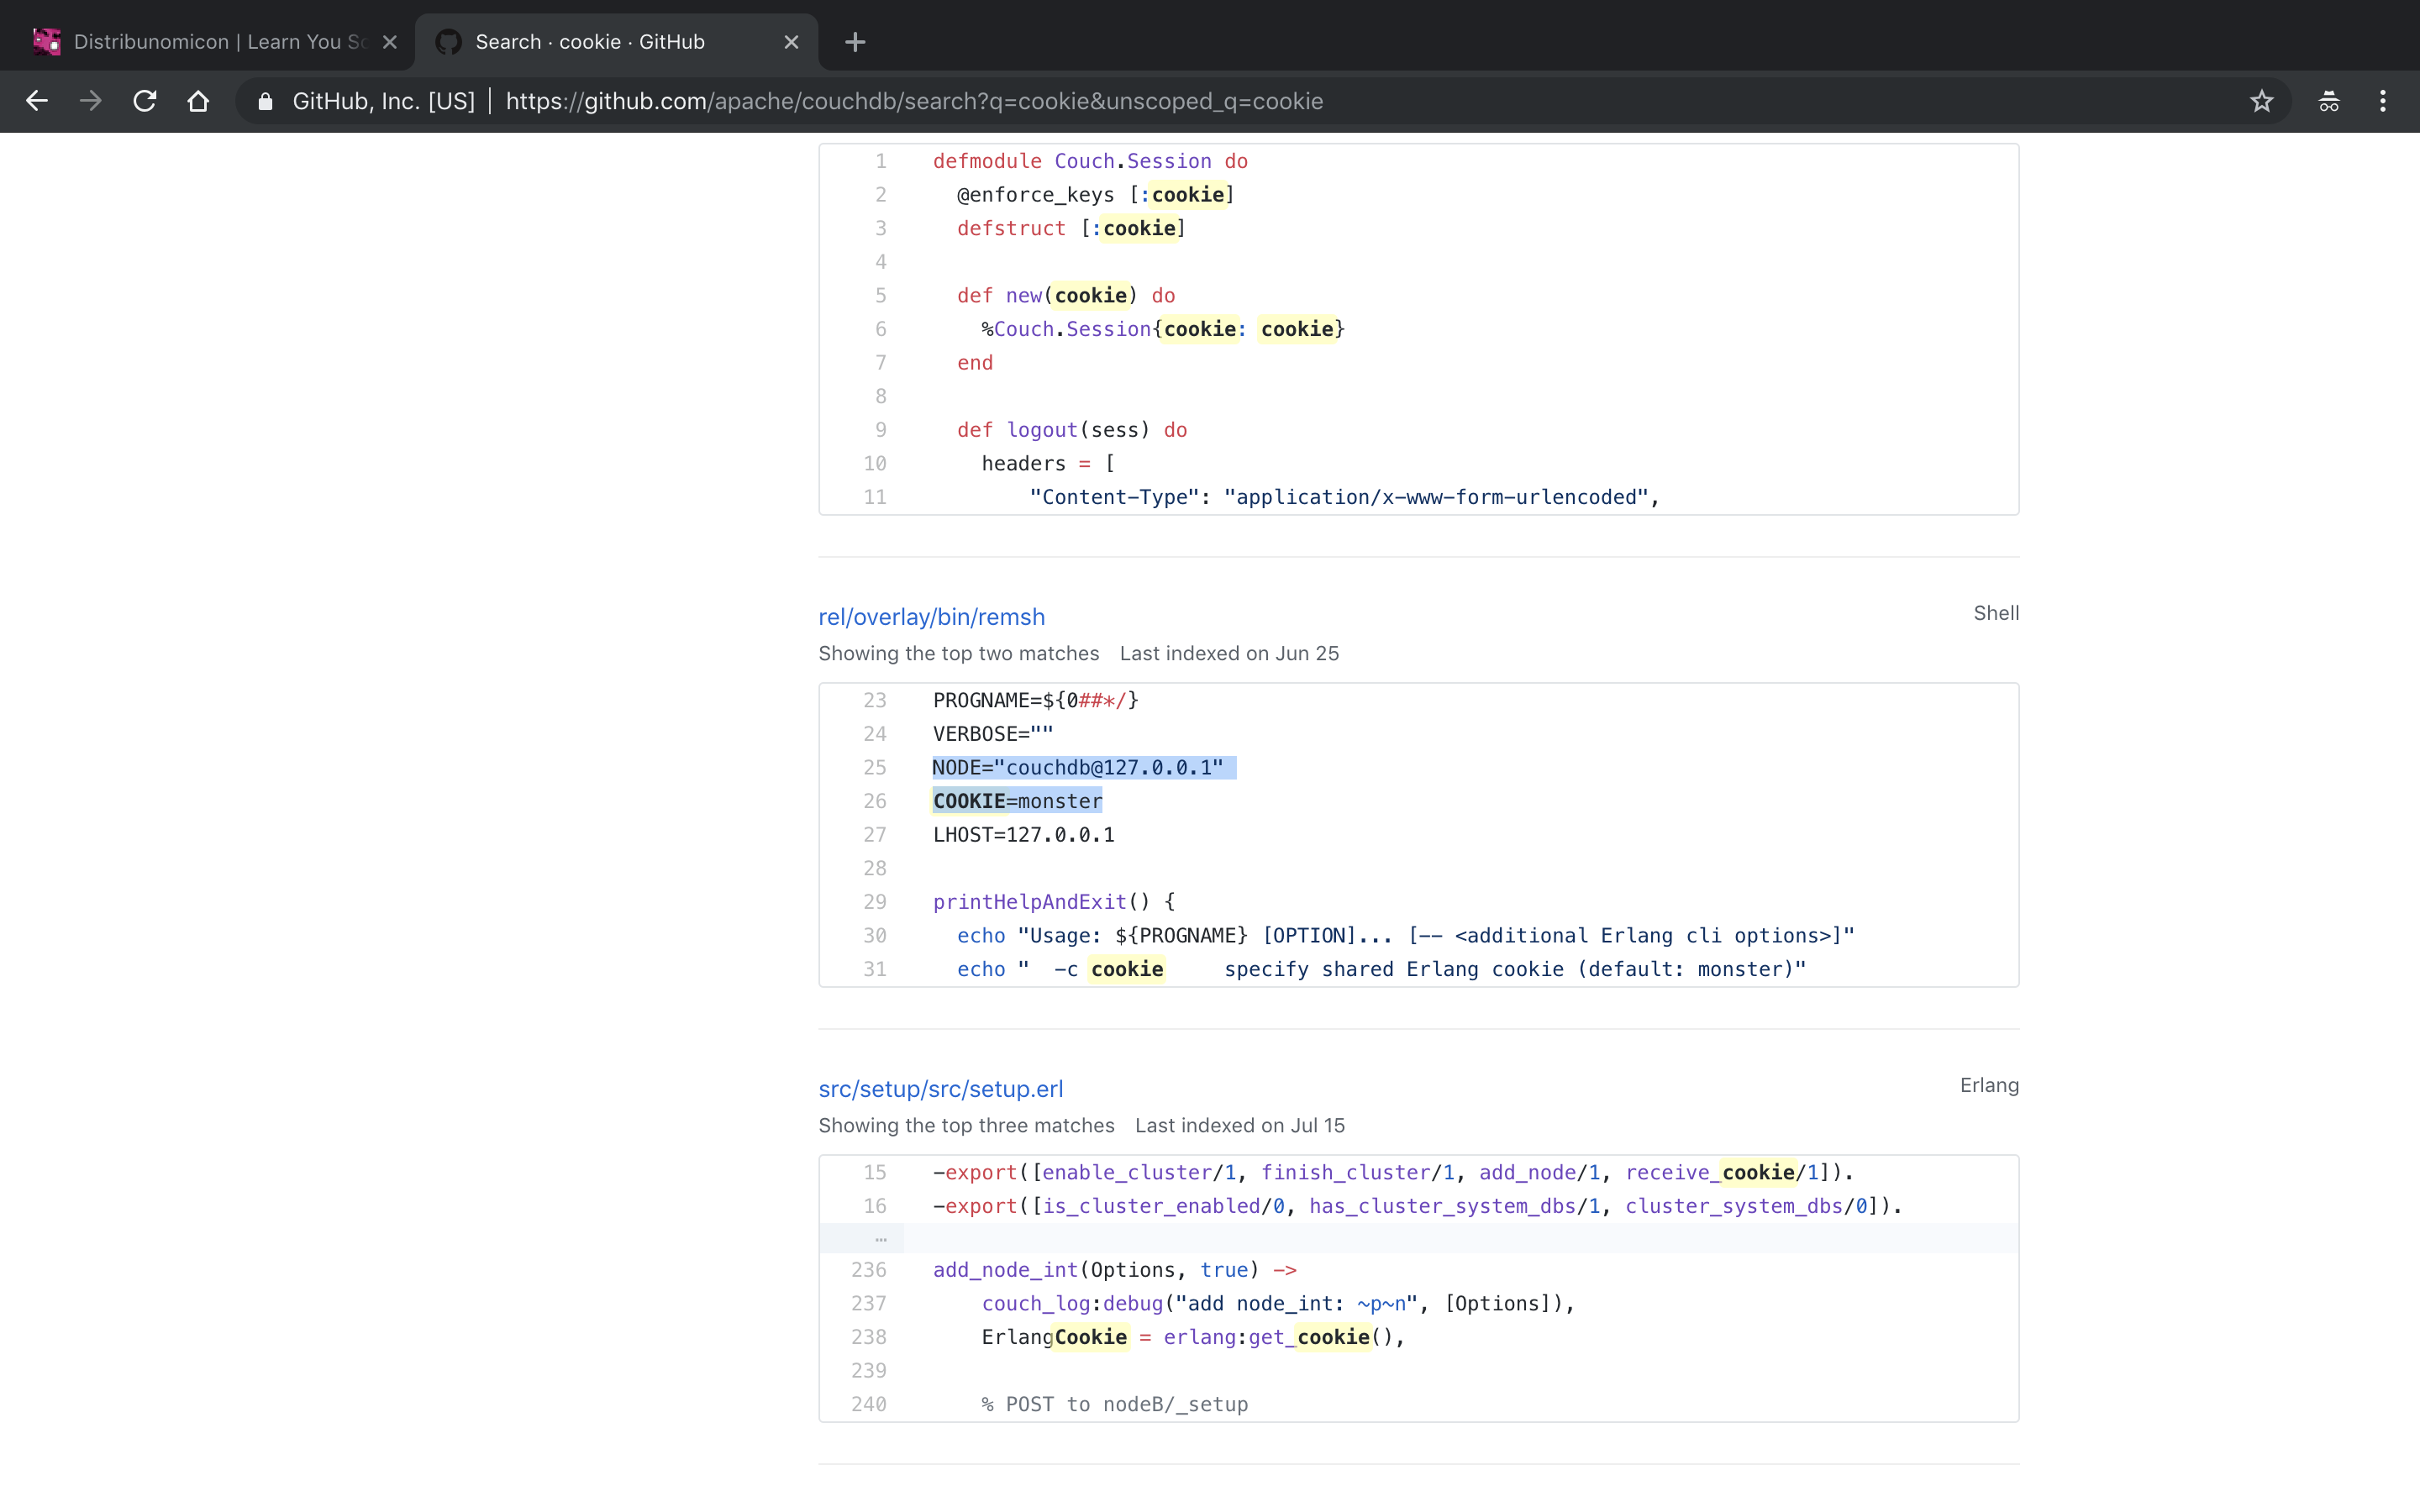 Distribunomicon | Learn You So
Search · cookie · GitHub
GitHub, Inc. [US] | https://github.com/apache/couchdb/search?q=cookie&unscoped_q=cookie
1 defmodule Couch.Session do
2 @enforce_keys [:cookie]
3 defstruct [:cookie]
4
5 def new(cookie) do
6 %Couch.Session{cookie: cookie}
7 end
8
9 def logout(sess) do
10 headers = [
11 "Content-Type": "application/x-www-form-urlencoded",
rel/overlay/bin/remsh
Shell
Showing the top two matches Last indexed on Jun 25
23 PROGNAME=${0##*/}
24 VERBOSE=""
25 NODE="couchdb@127.0.0.1"
26 COOKIE=monster
27 LHOST=127.0.0.1
28
29 printHelpAndExit() {
30 echo "Usage: ${PROGNAME} [OPTION]... [-- <additional Erlang cli options>]"
31 echo "  -c cookie     specify shared Erlang cookie (default: monster)"
src/setup/src/setup.erl
Erlang
Showing the top three matches Last indexed on Jul 15
15 -export([enable_cluster/1, finish_cluster/1, add_node/1, receive_cookie/1]).
16 -export([is_cluster_enabled/0, has_cluster_system_dbs/1, cluster_system_dbs/0]).
…
236 add_node_int(Options, true) ->
237 couch_log:debug("add node_int: ~p~n", [Options]),
238 ErlangCookie = erlang:get_cookie(),
239
240 % POST to nodeB/_setup